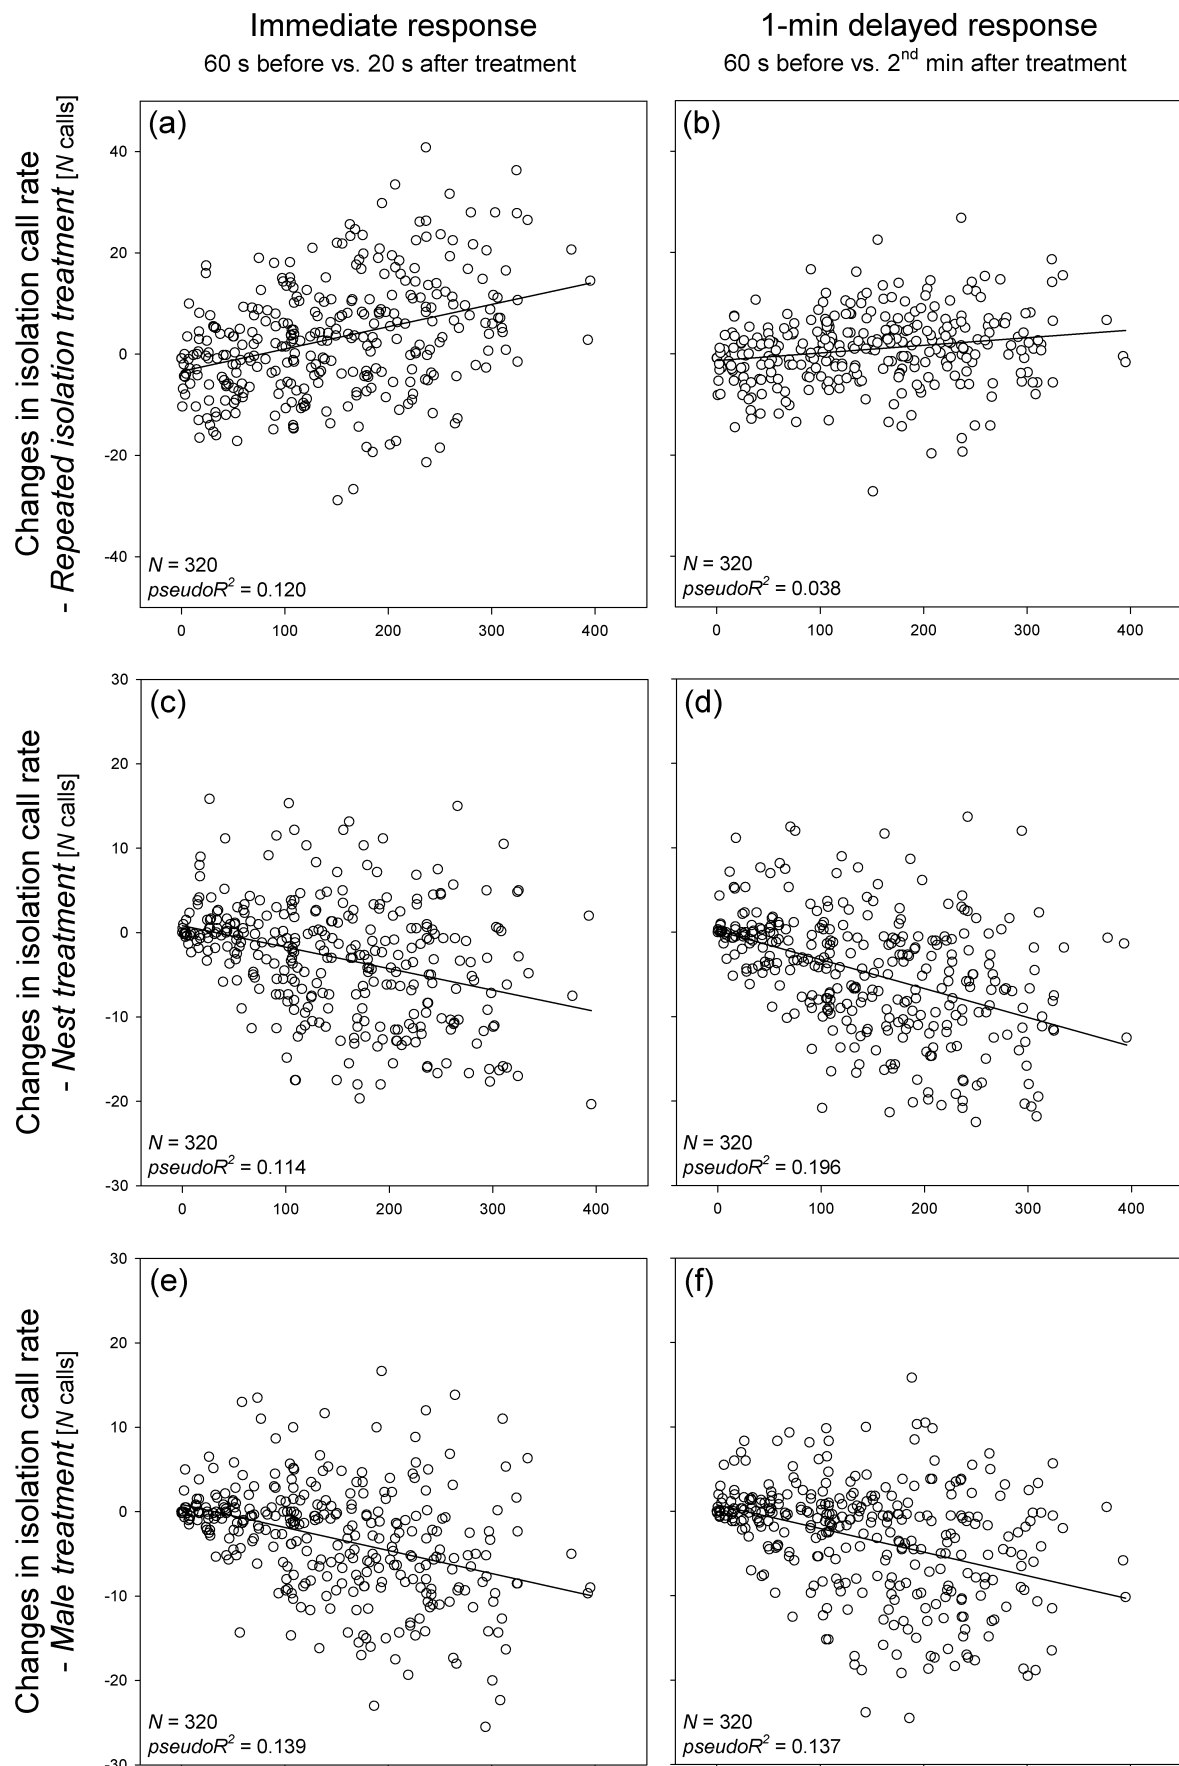 Immediate response
60 s before vs. 20 s after treatment
1-min delayed response
60 s before vs. 2nd min after treatment
Changes in isolation call rate
- Repeated isolation treatment [N calls]
(a)
40
20
0
-20
-40
N = 320
pseudoR2 = 0.120
0 100 200 300 400
(b)
N = 320
pseudoR2 = 0.038
0 100 200 300 400
Changes in isolation call rate
- Nest treatment [N calls]
(c)
30
20
10
0
-10
-20
-30
N = 320
pseudoR2 = 0.114
0 100 200 300 400
(d)
N = 320
pseudoR2 = 0.196
0 100 200 300 400
Changes in isolation call rate
- Male treatment [N calls]
(e)
30
20
10
0
-10
-20
-30
N = 320
pseudoR2 = 0.139
(f)
N = 320
pseudoR2 = 0.137